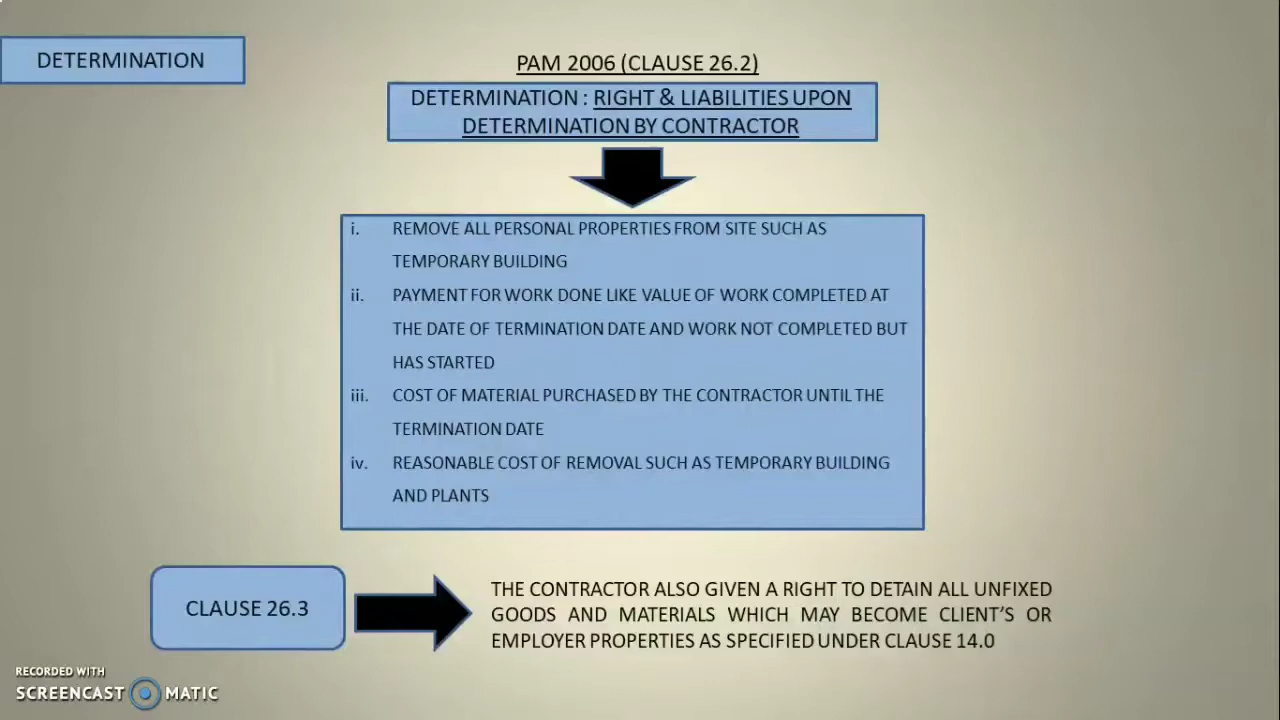 DETERMINATION
PAM 2006 (CLAUSE 26.2)
DETERMINATION : RIGHT & LIABILITIES UPON
DETERMINATION BY CONTRACTOR
i. REMOVE ALL PERSONAL PROPERTIES FROM SITE SUCH AS
TEMPORARY BUILDING
ii. PAYMENT FOR WORK DONE LIKE VALUE OF WORK COMPLETED AT
THE DATE OF TERMINATION DATE AND WORK NOT COMPLETED BUT
HAS STARTED
iii. COST OF MATERIAL PURCHASED BY THE CONTRACTOR UNTIL THE
TERMINATION DATE
iv. REASONABLE COST OF REMOVAL SUCH AS TEMPORARY BUILDING
AND PLANTS
CLAUSE 26.3
THE CONTRACTOR ALSO GIVEN A RIGHT TO DETAIN ALL UNFIXED
GOODS AND MATERIALS WHICH MAY BECOME CLIENT'S OR
EMPLOYER PROPERTIES AS SPECIFIED UNDER CLAUSE 14.0
RECORDED WITH
SCREENCAST MATIC